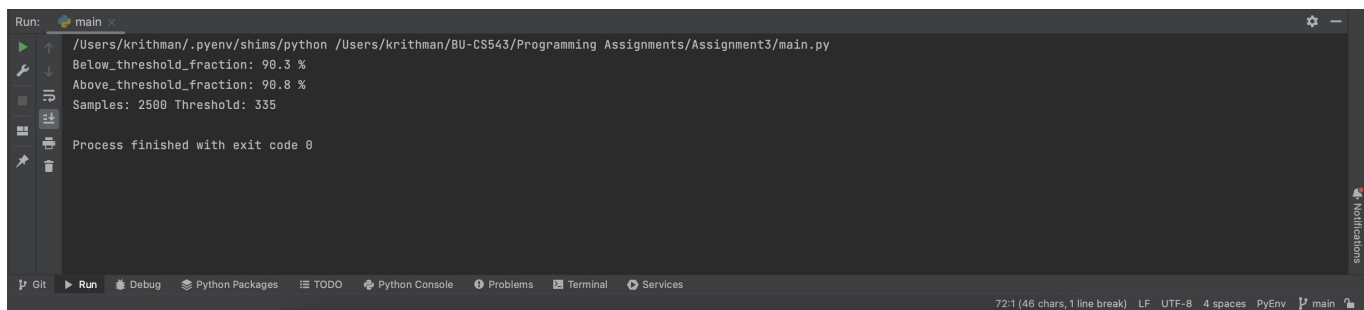 Run: main
/Users/krithman/.pyenv/shims/python /Users/krithman/BU-CS543/Programming Assignments/Assignment3/main.py
Below_threshold_fraction: 90.3 %
Above_threshold_fraction: 90.8 %
Samples: 2500 Threshold: 335
Process finished with exit code 0
Notifications
Git Run Debug Python Packages TODO Python Console Problems Terminal Services
72:1 (46 chars, 1 line break) LF UTF-8 4 spaces PyEnv main